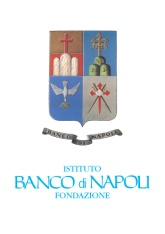 BANCO DI NAPOLI
ISTITUTO
BANCO di NAPOLI
FONDAZIONE